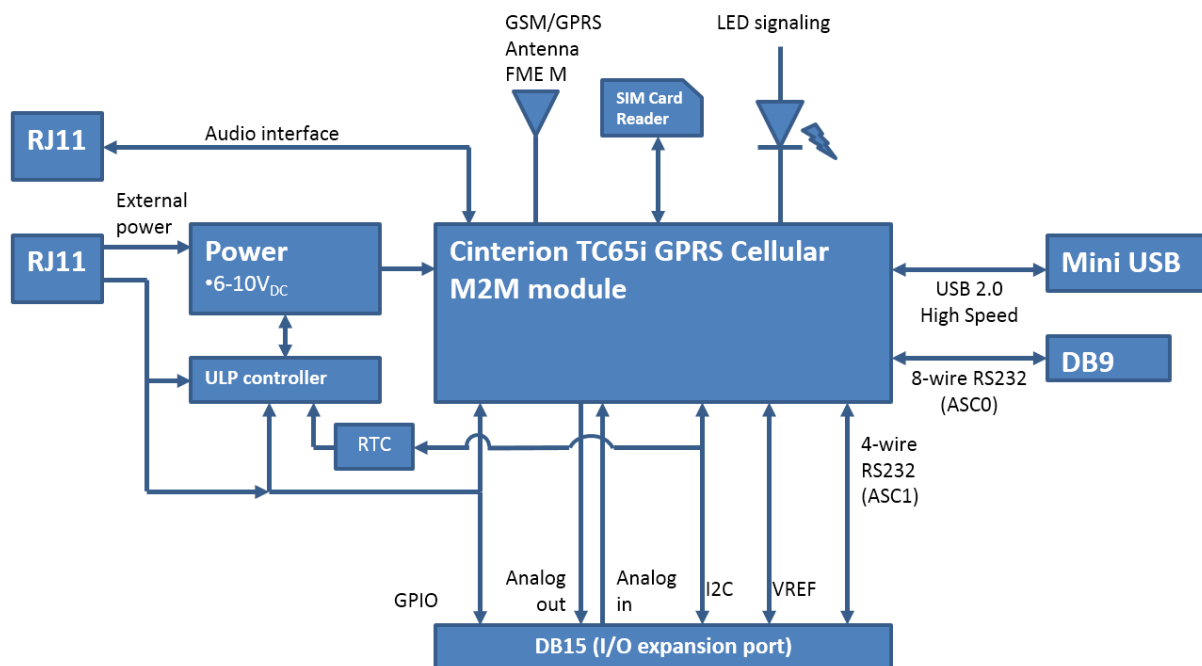 GSM/GPRS
Antenna
FME M
LED signaling
SIM Card
Reader
RJ11
Audio interface
External
power
RJ11
Power
•6-10V_DC
Cinterion TC65i GPRS Cellular
M2M module
Mini USB
USB 2.0
High Speed
ULP controller
DB9
8-wire RS232
(ASC0)
RTC
4-wire
RS232
(ASC1)
GPIO
Analog
out
Analog
in
I2C
VREF
DB15 (I/O expansion port)